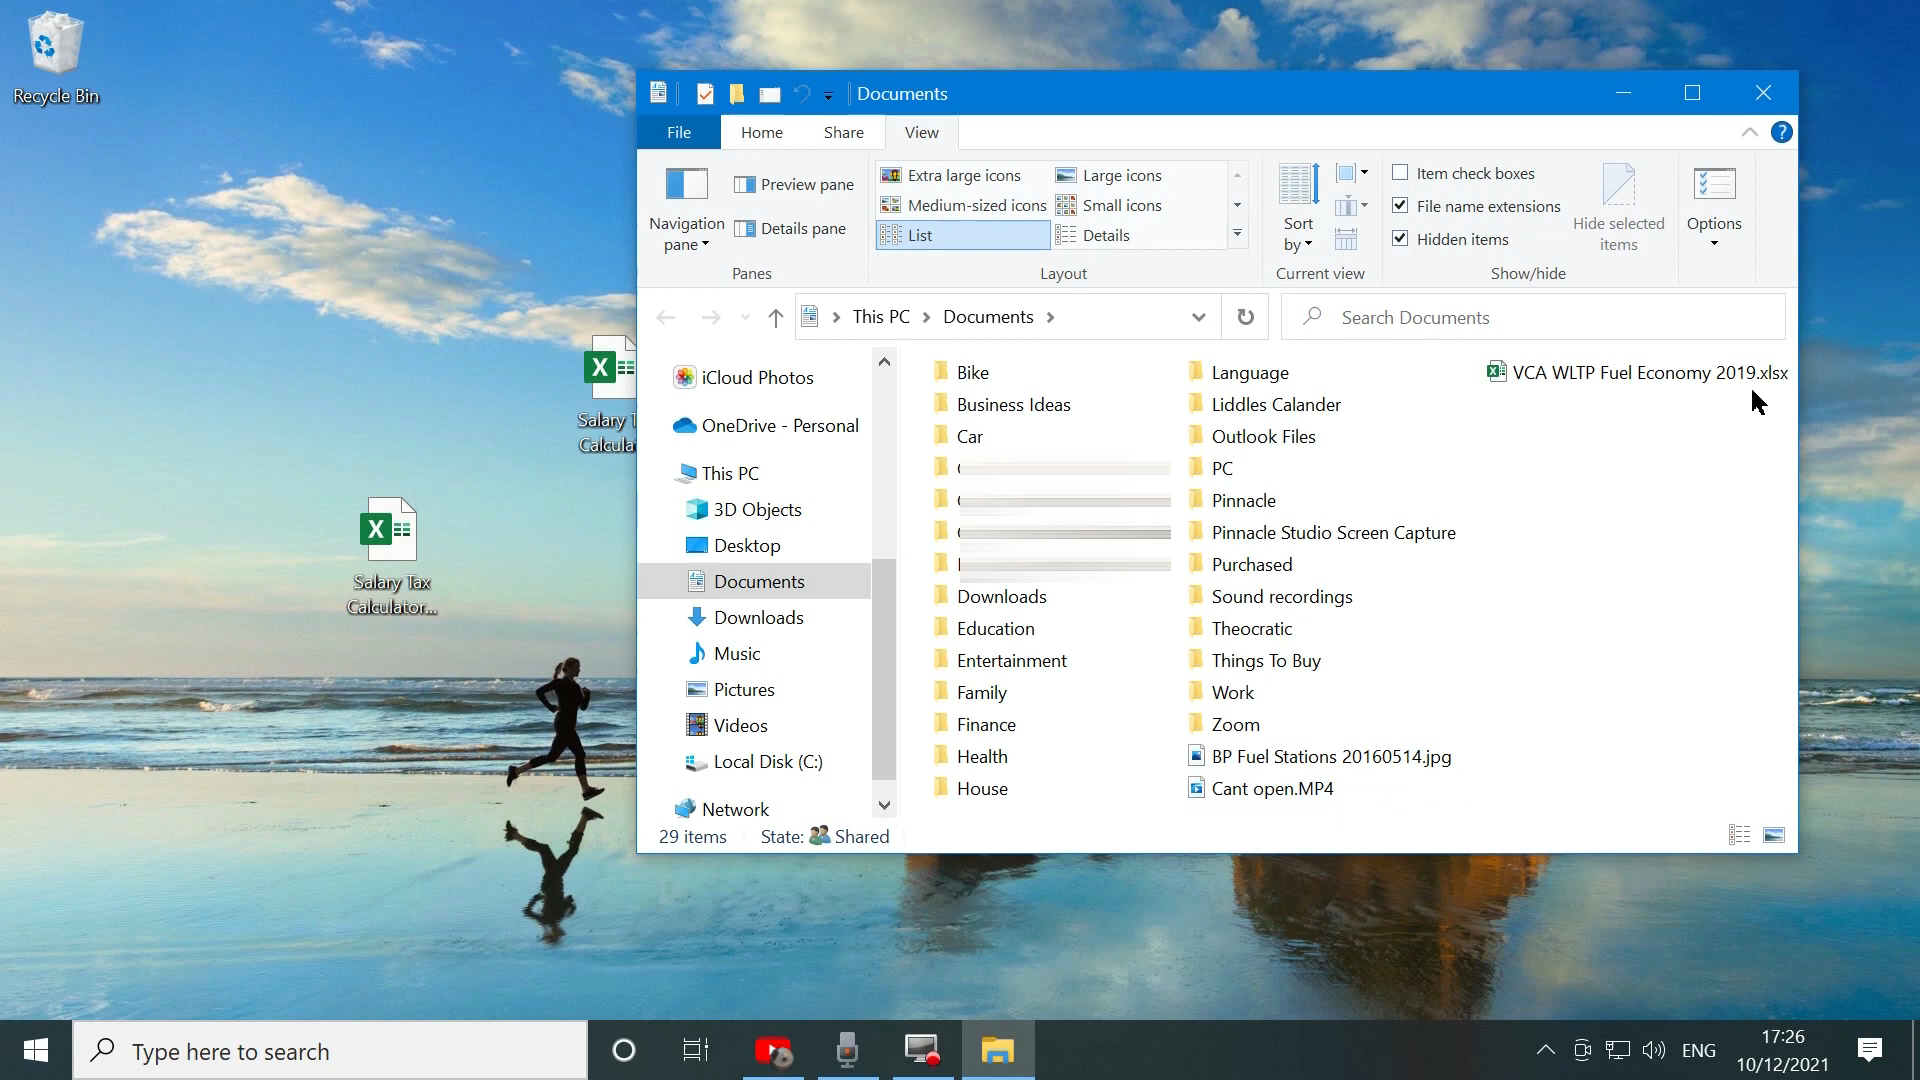 Recycle Bin
Salary Tax
Calculator...
Documents
File
Home
Share
View
Navigation
pane
Preview pane
Details pane
Panes
Extra large icons
Large icons
Medium-sized icons
Small icons
List
Details
Layout
Sort
by
Current view
Item check boxes
File name extensions
Hidden items
Hide selected
items
Show/hide
Options
This PC
Documents
Search Documents
iCloud Photos
OneDrive - Personal
This PC
3D Objects
Desktop
Documents
Downloads
Music
Pictures
Videos
Local Disk (C:)
Network
Bike
Business Ideas
Car
Downloads
Education
Entertainment
Family
Finance
Health
House
Language
Liddles Calander
Outlook Files
PC
Pinnacle
Pinnacle Studio Screen Capture
Purchased
Sound recordings
Theocratic
Things To Buy
Work
Zoom
BP Fuel Stations 20160514.jpg
Cant open.MP4
VCA WLTP Fuel Economy 2019.xlsx
29 items
State:
Shared
Salary
Type here to search
ENG
17:26
10/12/2021